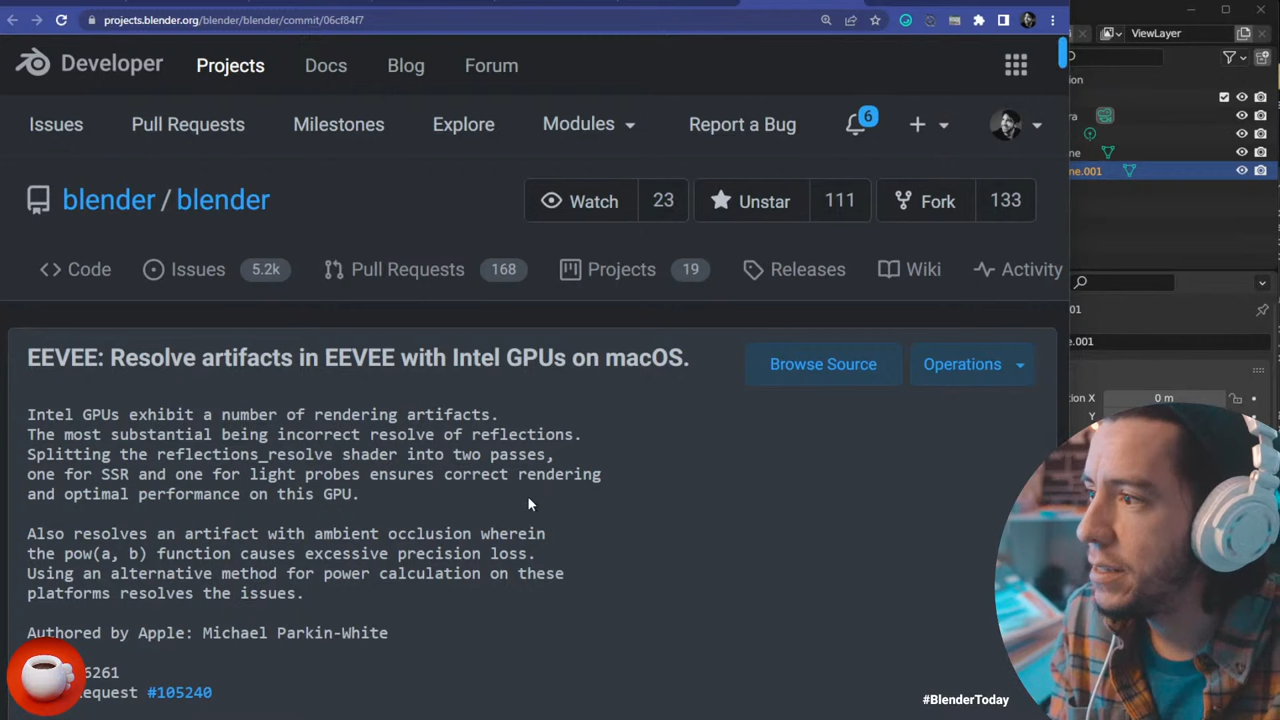 projects.blender.org/blender/blender/commit/06cf84f7
ViewLayer
Developer Projects Docs Blog Forum
Issues Pull Requests Milestones Explore Modules Report a Bug 6
blender / blender Watch 23 Unstar 111 Fork 133
Code Issues 5.2k Pull Requests 168 Projects 19 Releases Wiki Activity
EEVEE: Resolve artifacts in EEVEE with Intel GPUs on macOS. Browse Source Operations
Intel GPUs exhibit a number of rendering artifacts.
The most substantial being incorrect resolve of reflections.
Splitting the reflections_resolve shader into two passes,
one for SSR and one for light probes ensures correct rendering
and optimal performance on this GPU.
Also resolves an artifact with ambient occlusion wherein
the pow(a, b) function causes excessive precision loss.
Using an alternative method for power calculation on these
platforms resolves the issues.
Authored by Apple: Michael Parkin-White
5261
equest #105240
ion
ra
ne
ne.001
01
e.001
X 0 m
Y
#BlenderToday